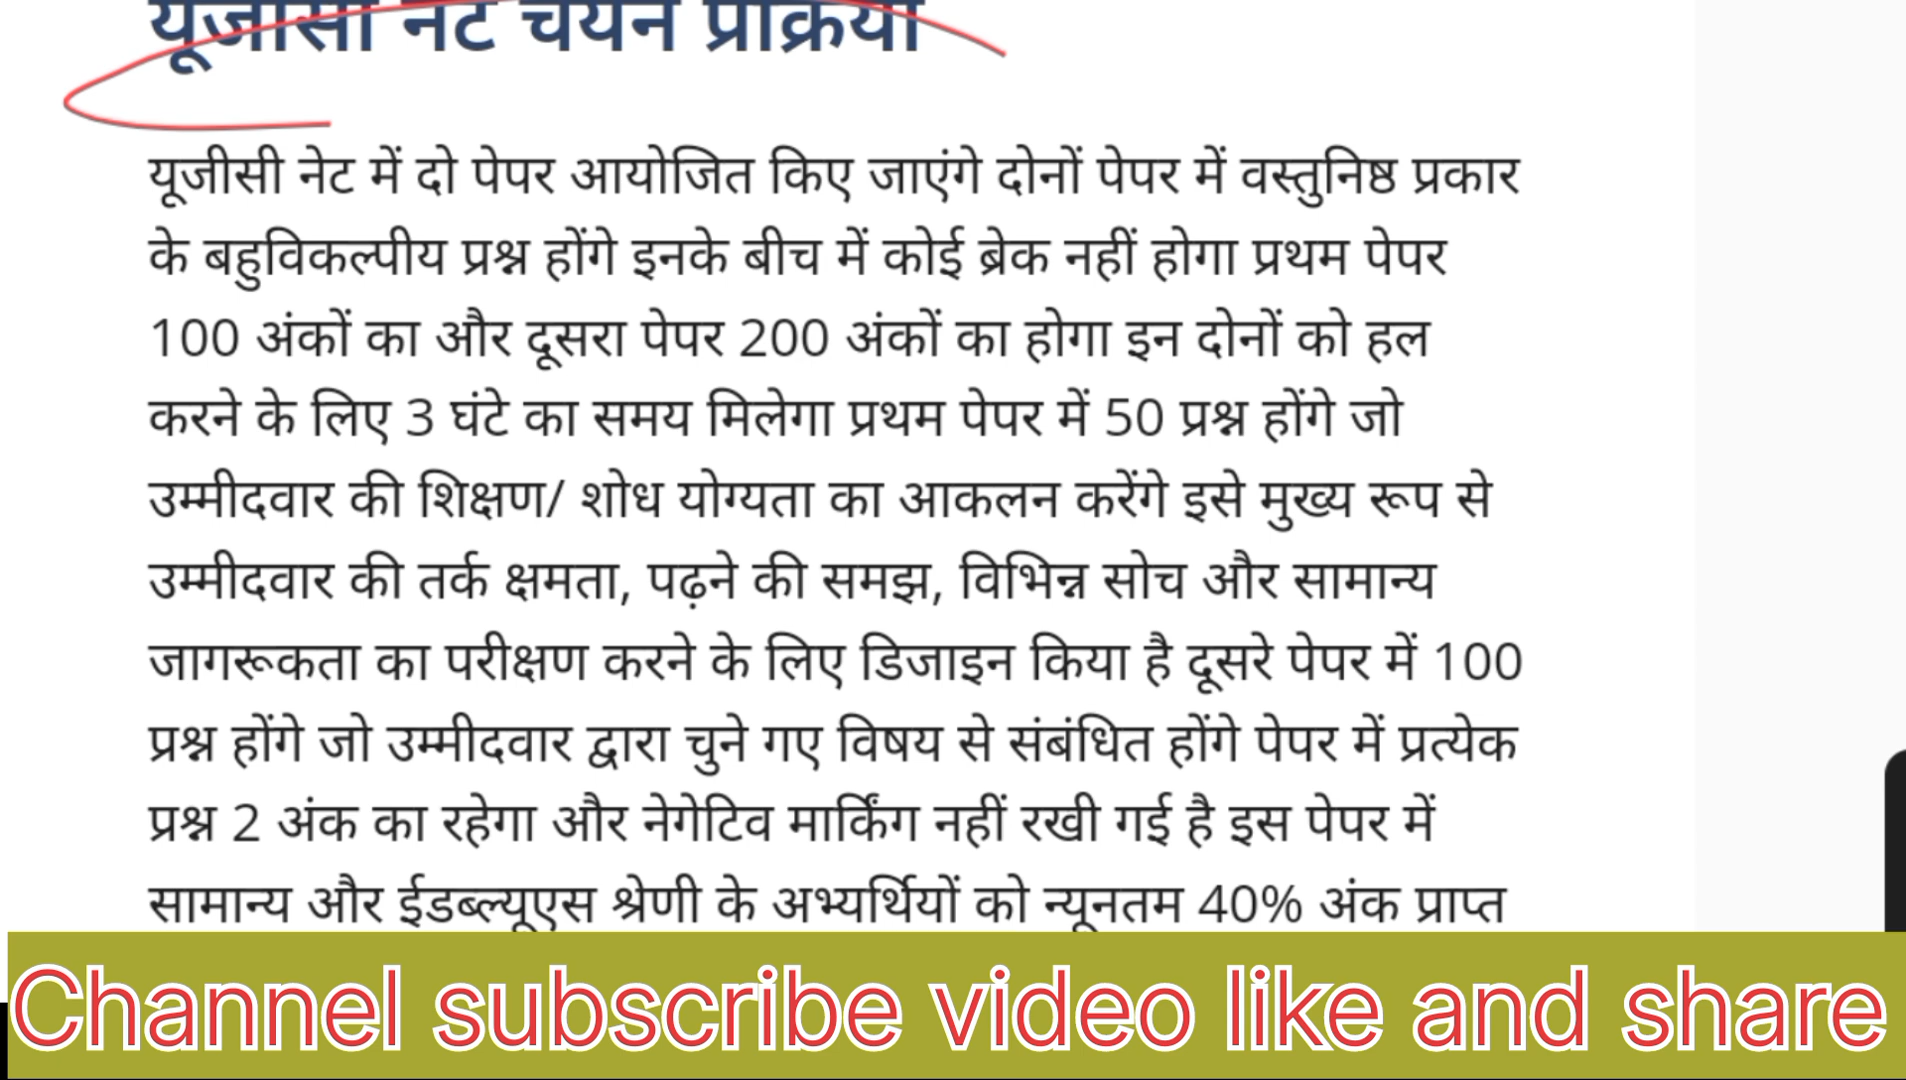 यूजीसी नेट चयन प्रक्रिया
यूजीसी नेट में दो पेपर आयोजित किए जाएंगे दोनों पेपर में वस्तुनिष्ठ प्रकार
के बहुविकल्पीय प्रश्न होंगे इनके बीच में कोई ब्रेक नहीं होगा प्रथम पेपर
100 अंकों का और दूसरा पेपर 200 अंकों का होगा इन दोनों को हल
करने के लिए 3 घंटे का समय मिलेगा प्रथम पेपर में 50 प्रश्न होंगे जो
उम्मीदवार की शिक्षण/ शोध योग्यता का आकलन करेंगे इसे मुख्य रूप से
उम्मीदवार की तर्क क्षमता, पढ़ने की समझ, विभिन्न सोच और सामान्य
जागरूकता का परीक्षण करने के लिए डिजाइन किया है दूसरे पेपर में 100
प्रश्न होंगे जो उम्मीदवार द्वारा चुने गए विषय से संबंधित होंगे पेपर में प्रत्येक
प्रश्न 2 अंक का रहेगा और नेगेटिव मार्किंग नहीं रखी गई है इस पेपर में
सामान्य और ईडब्ल्यूएस श्रेणी के अभ्यर्थियों को न्यूनतम 40% अंक प्राप्त
Channel subscribe video like and share